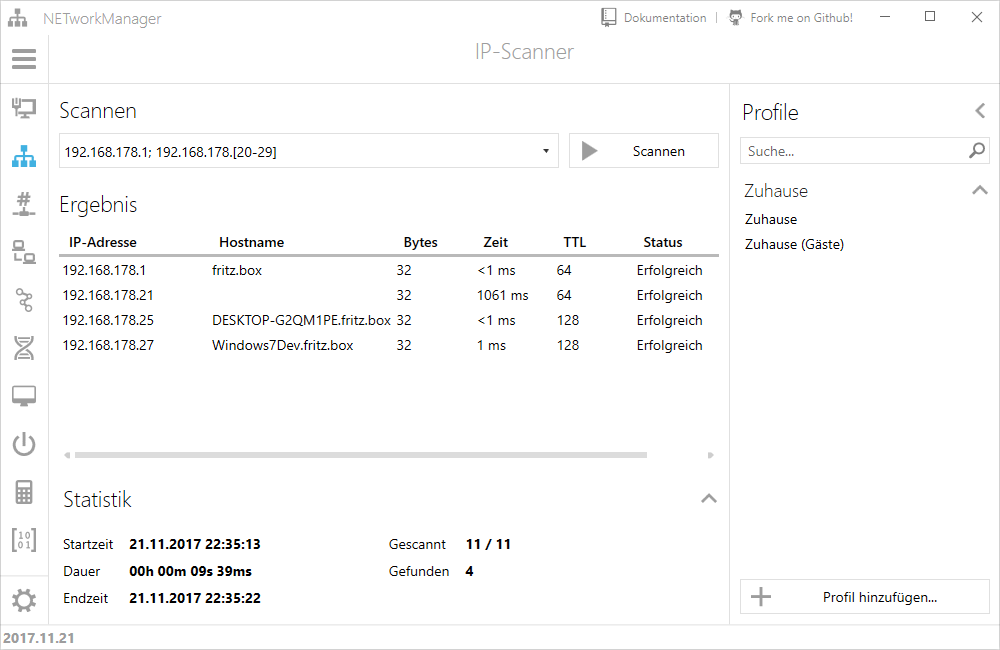 NETworkManager
Dokumentation | Fork me on Github!
IP-Scanner
Scannen
192.168.178.1; 192.168.178.[20-29]
Scannen
Ergebnis
IP-Adresse Hostname Bytes Zeit TTL Status
192.168.178.1 fritz.box 32 <1 ms 64 Erfolgreich
192.168.178.21 32 1061 ms 64 Erfolgreich
192.168.178.25 DESKTOP-G2QM1PE.fritz.box 32 <1 ms 128 Erfolgreich
192.168.178.27 Windows7Dev.fritz.box 32 1 ms 128 Erfolgreich
Statistik
Startzeit 21.11.2017 22:35:13 Gescannt 11 / 11
Dauer 00h 00m 09s 39ms Gefunden 4
Endzeit 21.11.2017 22:35:22
Profile
Suche...
Zuhause
Zuhause
Zuhause (Gäste)
Profil hinzufügen...
#
10
01
2017.11.21